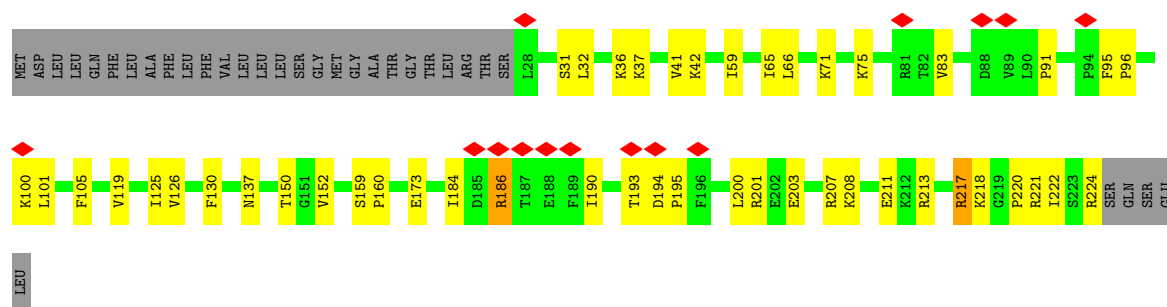 MET ASP LEU LEU GLN PHE LEU ALA PHE LEU PHE VAL LEU LEU LEU SER GLY MET GLY ALA THR GLY THR LEU ARG THR SER L28 S31 L32 K36 K37 V41 K42 I59 I65 L66 K71 K75 R81 T82 V83 D88 V89 L90 P91 P94 F95 P96
K100 L101 F105 V119 I125 V126 F130 N137 T150 G151 V152 S159 P160 E173 I184 D185 R186 T187 E188 F189 I190 T193 D194 P195 F196 L200 R201 E202 E203 R207 K208 E211 K212 R213 R217 K218 G219 P220 R221 I222 S223 R224 SER GLN SER GLU
LEU